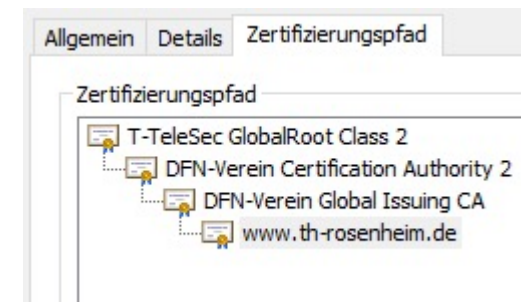 Allgemein Details Zertifizierungspfad
Zertifizierungspfad
T-TeleSec GlobalRoot Class 2
DFN-Verein Certification Authority 2
DFN-Verein Global Issuing CA
www.th-rosenheim.de